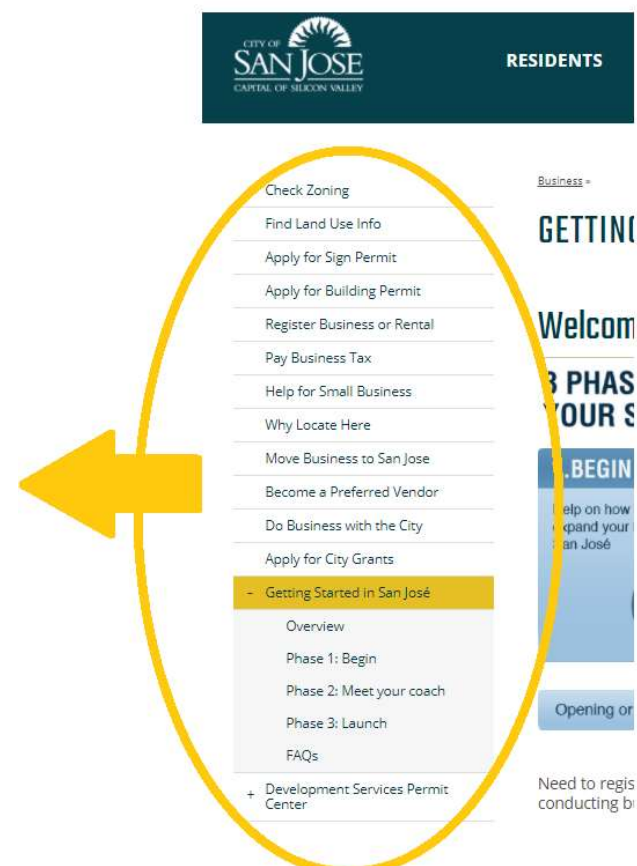 CITY OF
SAN JOSE
CAPITAL OF SILICON VALLEY
RESIDENTS
Check Zoning
Find Land Use Info
Apply for Sign Permit
Apply for Building Permit
Register Business or Rental
Pay Business Tax
Help for Small Business
Why Locate Here
Move Business to San Jose
Become a Preferred Vendor
Do Business with the City
Apply for City Grants
- Getting Started in San José
Overview
Phase 1: Begin
Phase 2: Meet your coach
Phase 3: Launch
FAQs
+ Development Services Permit
Center
Business »
GETTING
Welcom
3 PHAS
YOUR S
.BEGIN
elp on how
xpand your
an José
Opening or
Need to regis
conducting b